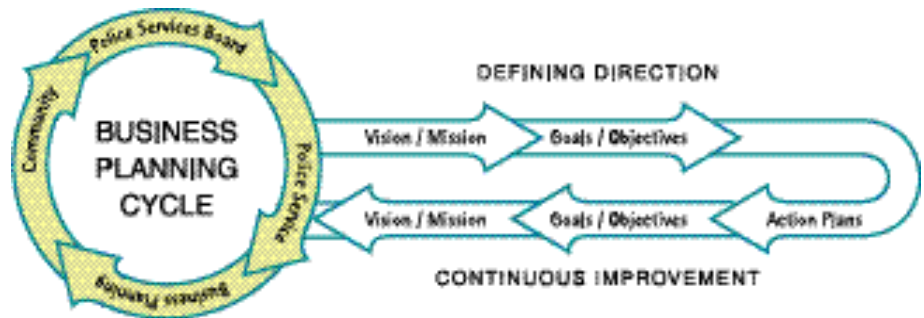 Police Services Board
Community
BUSINESS
PLANNING
CYCLE
Police Service
Business Planning
DEFINING DIRECTION
Vision / Mission
Goals / Objectives
Vision / Mission
Goals / Objectives
Action Plans
CONTINUOUS IMPROVEMENT